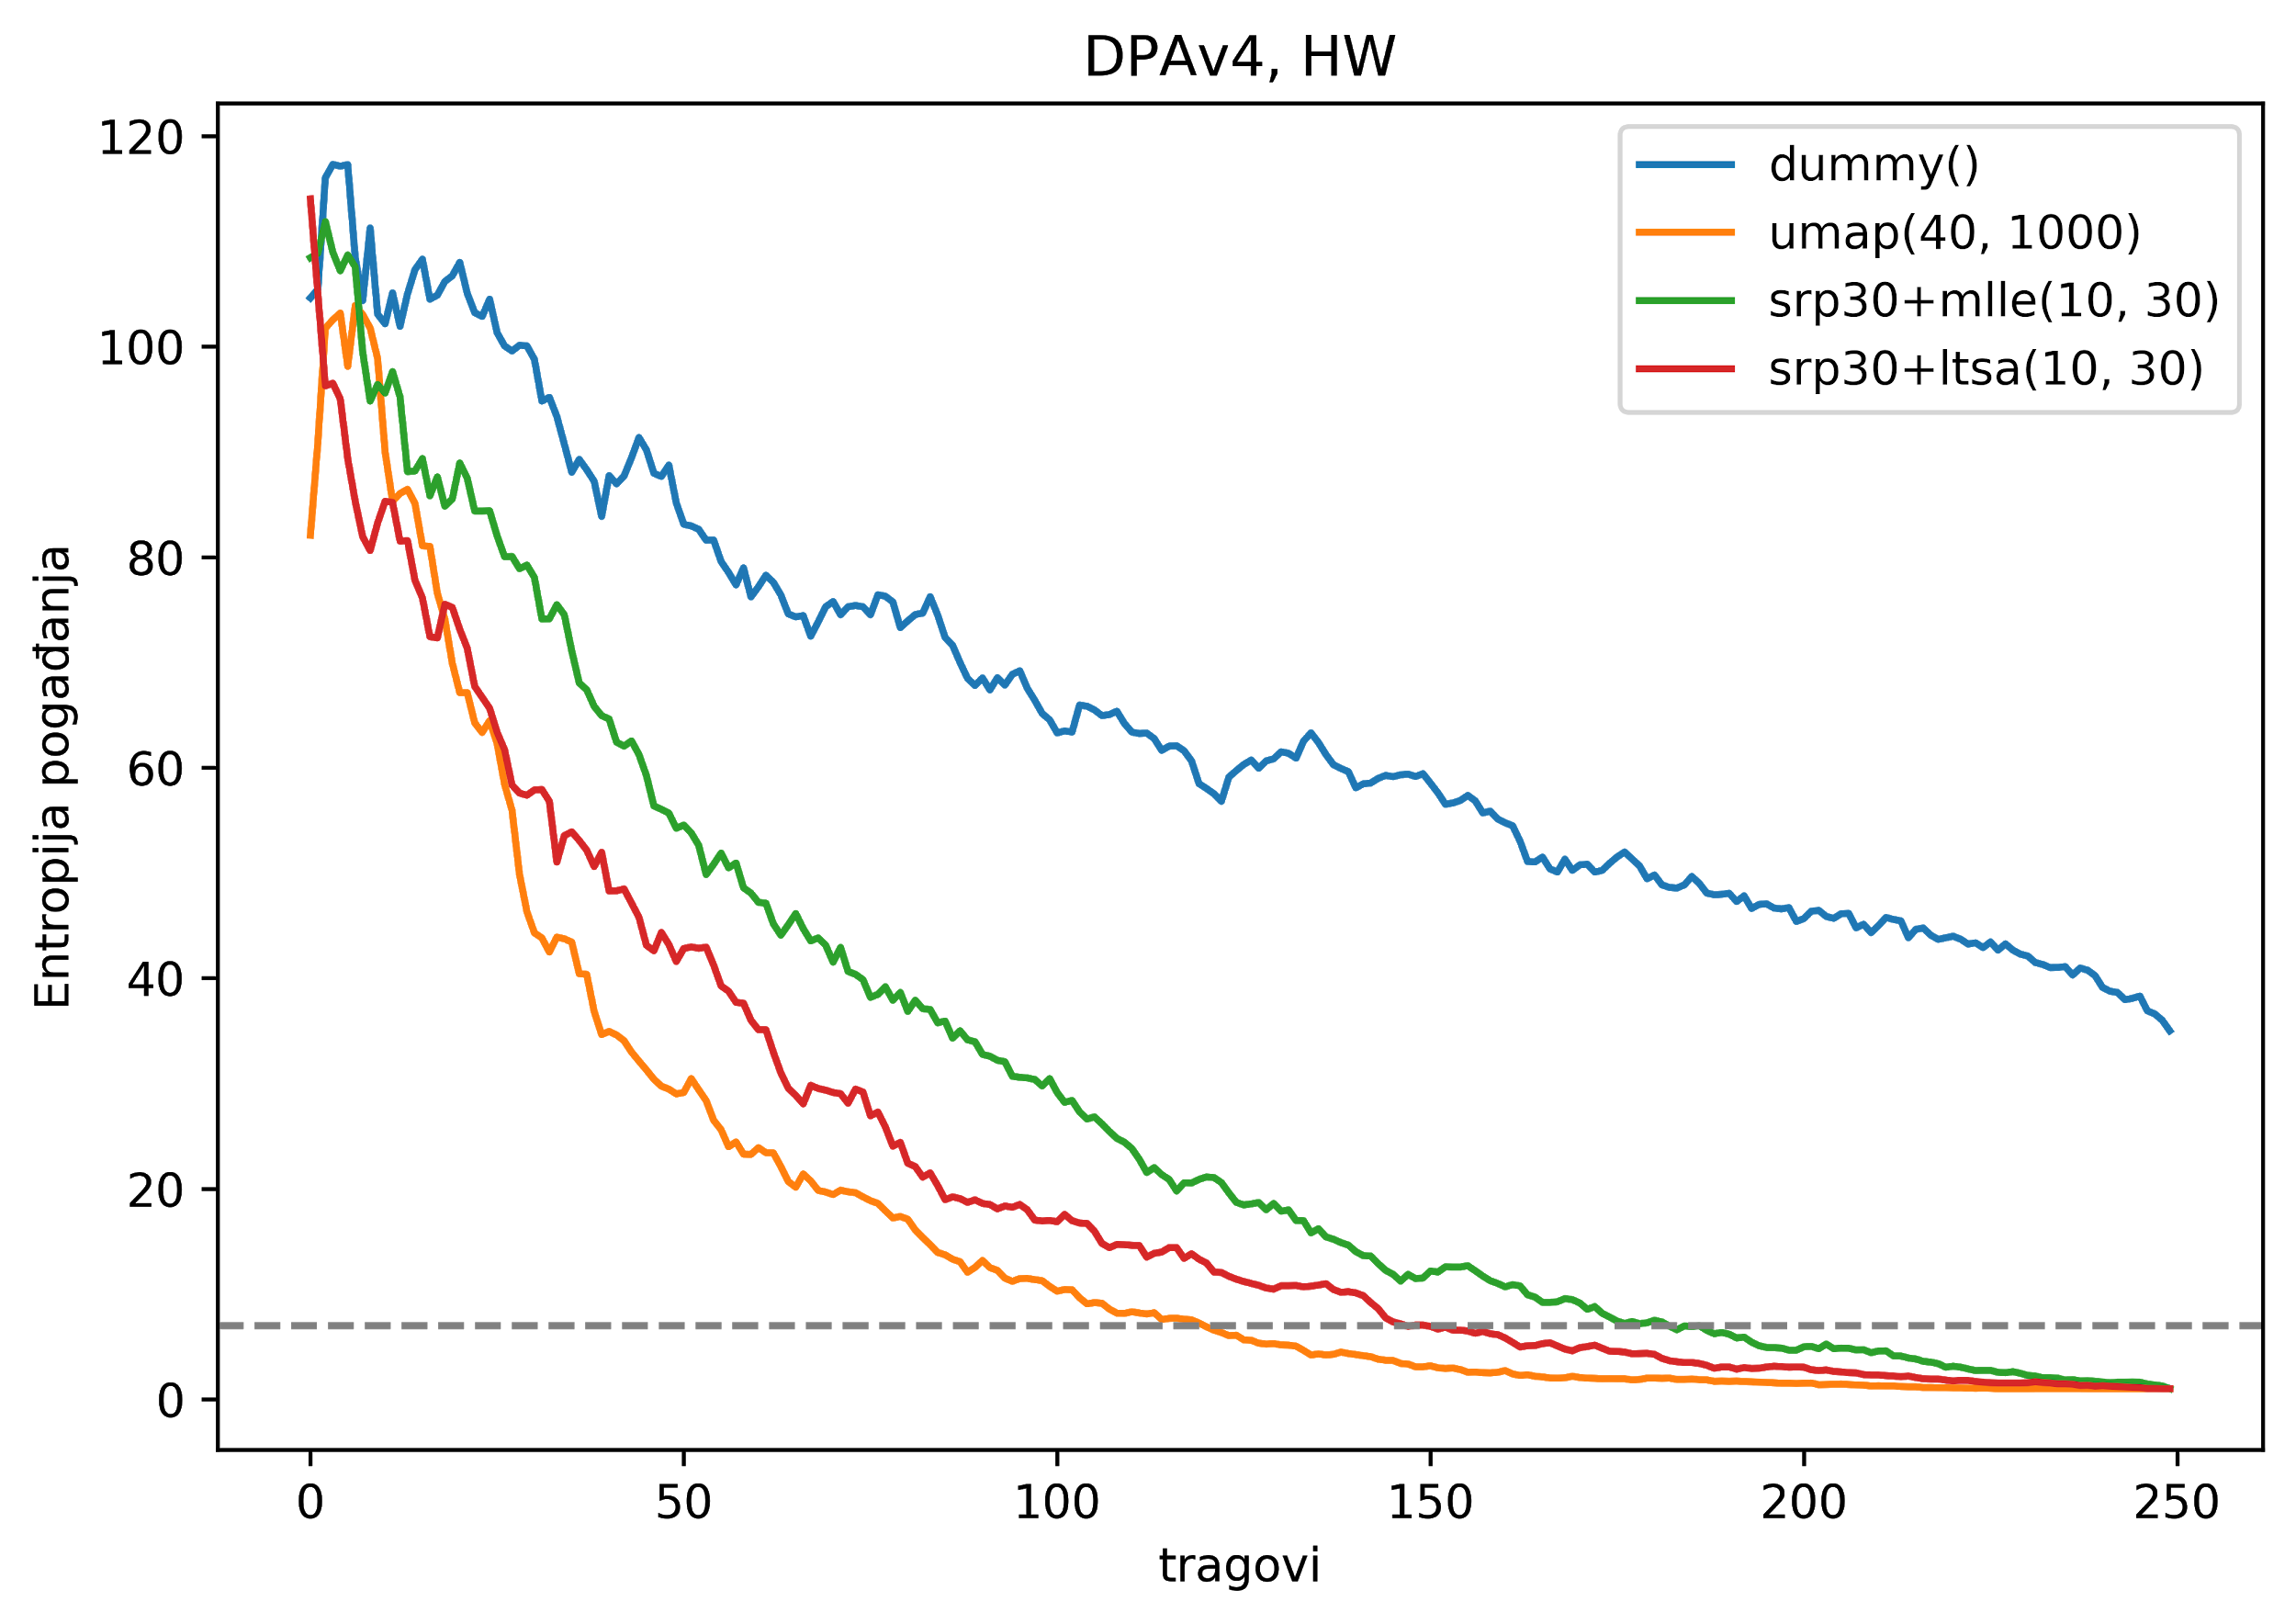 DPAv4, HW
dummy()
umap(40, 1000)
srp30+mlle(10, 30)
srp30+ltsa(10, 30)
Entropija pogađanja
120
100
80
60
40
20
0
0 50 100 150 200 250
tragovi